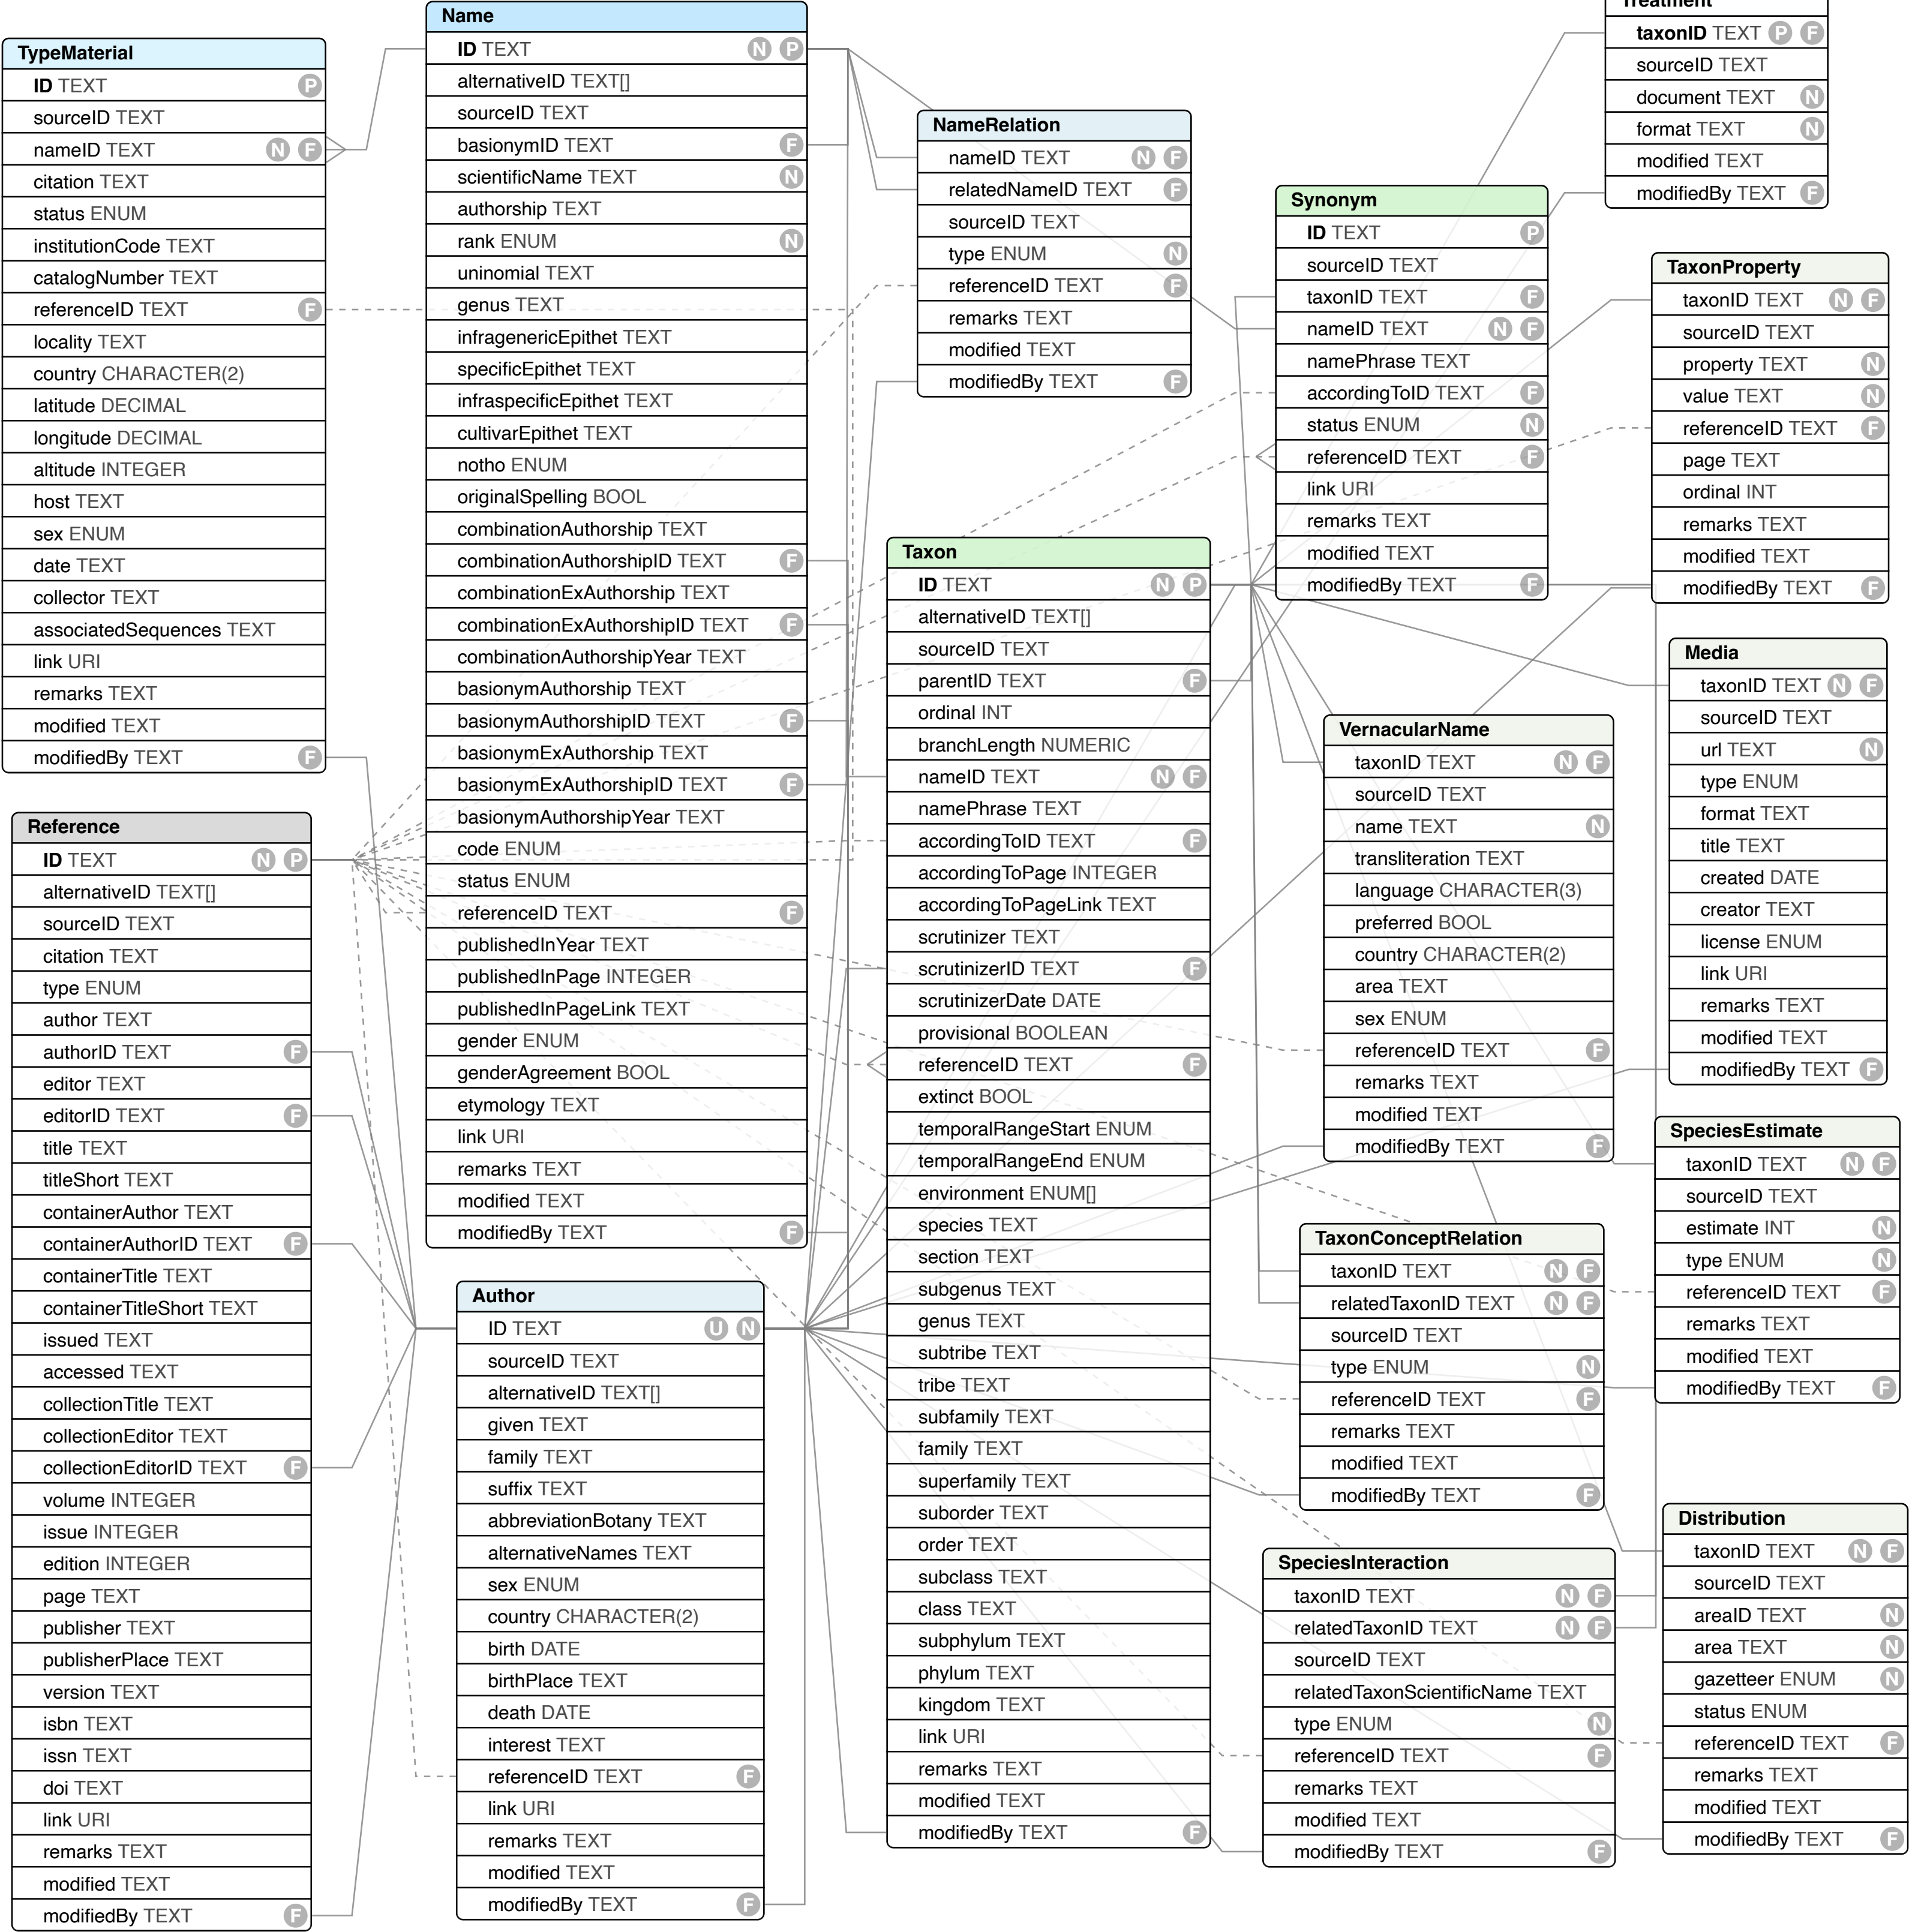 TypeMaterial
ID TEXT P
sourceID TEXT
nameID TEXT N F
citation TEXT
status ENUM
institutionCode TEXT
catalogNumber TEXT
referenceID TEXT F
locality TEXT
country CHARACTER(2)
latitude DECIMAL
longitude DECIMAL
altitude INTEGER
host TEXT
sex ENUM
date TEXT
collector TEXT
associatedSequences TEXT
link URI
remarks TEXT
modified TEXT
modifiedBy TEXT F
Reference
ID TEXT N P
alternativeID TEXT[]
sourceID TEXT
citation TEXT
type ENUM
author TEXT
authorID TEXT F
editor TEXT
editorID TEXT F
title TEXT
titleShort TEXT
containerAuthor TEXT
containerAuthorID TEXT F
containerTitle TEXT
containerTitleShort TEXT
issued TEXT
accessed TEXT
collectionTitle TEXT
collectionEditor TEXT
collectionEditorID TEXT F
volume INTEGER
issue INTEGER
edition INTEGER
page TEXT
publisher TEXT
publisherPlace TEXT
version TEXT
isbn TEXT
issn TEXT
doi TEXT
link URI
remarks TEXT
modified TEXT
modifiedBy TEXT F
Name
ID TEXT N P
alternativeID TEXT[]
sourceID TEXT
basionymID TEXT F
scientificName TEXT N
authorship TEXT
rank ENUM N
uninomial TEXT
genus TEXT
infragenericEpithet TEXT
specificEpithet TEXT
infraspecificEpithet TEXT
cultivarEpithet TEXT
notho ENUM
originalSpelling BOOL
combinationAuthorship TEXT
combinationAuthorshipID TEXT F
combinationExAuthorship TEXT
combinationExAuthorshipID TEXT F
combinationAuthorshipYear TEXT
basionymAuthorship TEXT
basionymAuthorshipID TEXT F
basionymExAuthorship TEXT
basionymExAuthorshipID TEXT F
basionymAuthorshipYear TEXT
code ENUM
status ENUM
referenceID TEXT F
publishedInYear TEXT
publishedInPage INTEGER
publishedInPageLink TEXT
gender ENUM
genderAgreement BOOL
etymology TEXT
link URI
remarks TEXT
modified TEXT
modifiedBy TEXT F
Author
ID TEXT U N
sourceID TEXT
alternativeID TEXT[]
given TEXT
family TEXT
suffix TEXT
abbreviationBotany TEXT
alternativeNames TEXT
sex ENUM
country CHARACTER(2)
birth DATE
birthPlace TEXT
death DATE
interest TEXT
referenceID TEXT F
link URI
remarks TEXT
modified TEXT
modifiedBy TEXT F
NameRelation
nameID TEXT N F
relatedNameID TEXT F
sourceID TEXT
type ENUM N
referenceID TEXT F
remarks TEXT
modified TEXT
modifiedBy TEXT F
Taxon
ID TEXT N P
alternativeID TEXT[]
sourceID TEXT
parentID TEXT F
ordinal INT
branchLength NUMERIC
nameID TEXT N F
namePhrase TEXT
accordingToID TEXT F
accordingToPage INTEGER
accordingToPageLink TEXT
scrutinizer TEXT
scrutinizerID TEXT F
scrutinizerDate DATE
provisional BOOLEAN
referenceID TEXT F
extinct BOOL
temporalRangeStart ENUM
temporalRangeEnd ENUM
environment ENUM[]
species TEXT
section TEXT
subgenus TEXT
genus TEXT
subtribe TEXT
tribe TEXT
subfamily TEXT
family TEXT
superfamily TEXT
suborder TEXT
order TEXT
subclass TEXT
class TEXT
subphylum TEXT
phylum TEXT
kingdom TEXT
link URI
remarks TEXT
modified TEXT
modifiedBy TEXT F
Synonym
ID TEXT P
sourceID TEXT
taxonID TEXT F
nameID TEXT N F
namePhrase TEXT
accordingToID TEXT F
status ENUM N
referenceID TEXT F
link URI
remarks TEXT
modified TEXT
modifiedBy TEXT F
VernacularName
taxonID TEXT N F
sourceID TEXT
name TEXT N
transliteration TEXT
language CHARACTER(3)
preferred BOOL
country CHARACTER(2)
area TEXT
sex ENUM
referenceID TEXT F
remarks TEXT
modified TEXT
modifiedBy TEXT F
TaxonConceptRelation
taxonID TEXT N F
relatedTaxonID TEXT N F
sourceID TEXT
type ENUM N
referenceID TEXT F
remarks TEXT
modified TEXT
modifiedBy TEXT F
SpeciesInteraction
taxonID TEXT N F
relatedTaxonID TEXT N F
sourceID TEXT
relatedTaxonScientificName TEXT
type ENUM N
referenceID TEXT F
remarks TEXT
modified TEXT
modifiedBy TEXT F
Treatment
taxonID TEXT P F
sourceID TEXT
document TEXT N
format TEXT N
modified TEXT
modifiedBy TEXT F
TaxonProperty
taxonID TEXT N F
sourceID TEXT
property TEXT N
value TEXT N
referenceID TEXT F
page TEXT
ordinal INT
remarks TEXT
modified TEXT
modifiedBy TEXT F
Media
taxonID TEXT N F
sourceID TEXT
url TEXT N
type ENUM
format TEXT
title TEXT
created DATE
creator TEXT
license ENUM
link URI
remarks TEXT
modified TEXT
modifiedBy TEXT F
SpeciesEstimate
taxonID TEXT N F
sourceID TEXT
estimate INT N
type ENUM N
referenceID TEXT F
remarks TEXT
modified TEXT
modifiedBy TEXT F
Distribution
taxonID TEXT N F
sourceID TEXT
areaID TEXT N
area TEXT N
gazetteer ENUM N
status ENUM
referenceID TEXT F
remarks TEXT
modified TEXT
modifiedBy TEXT F